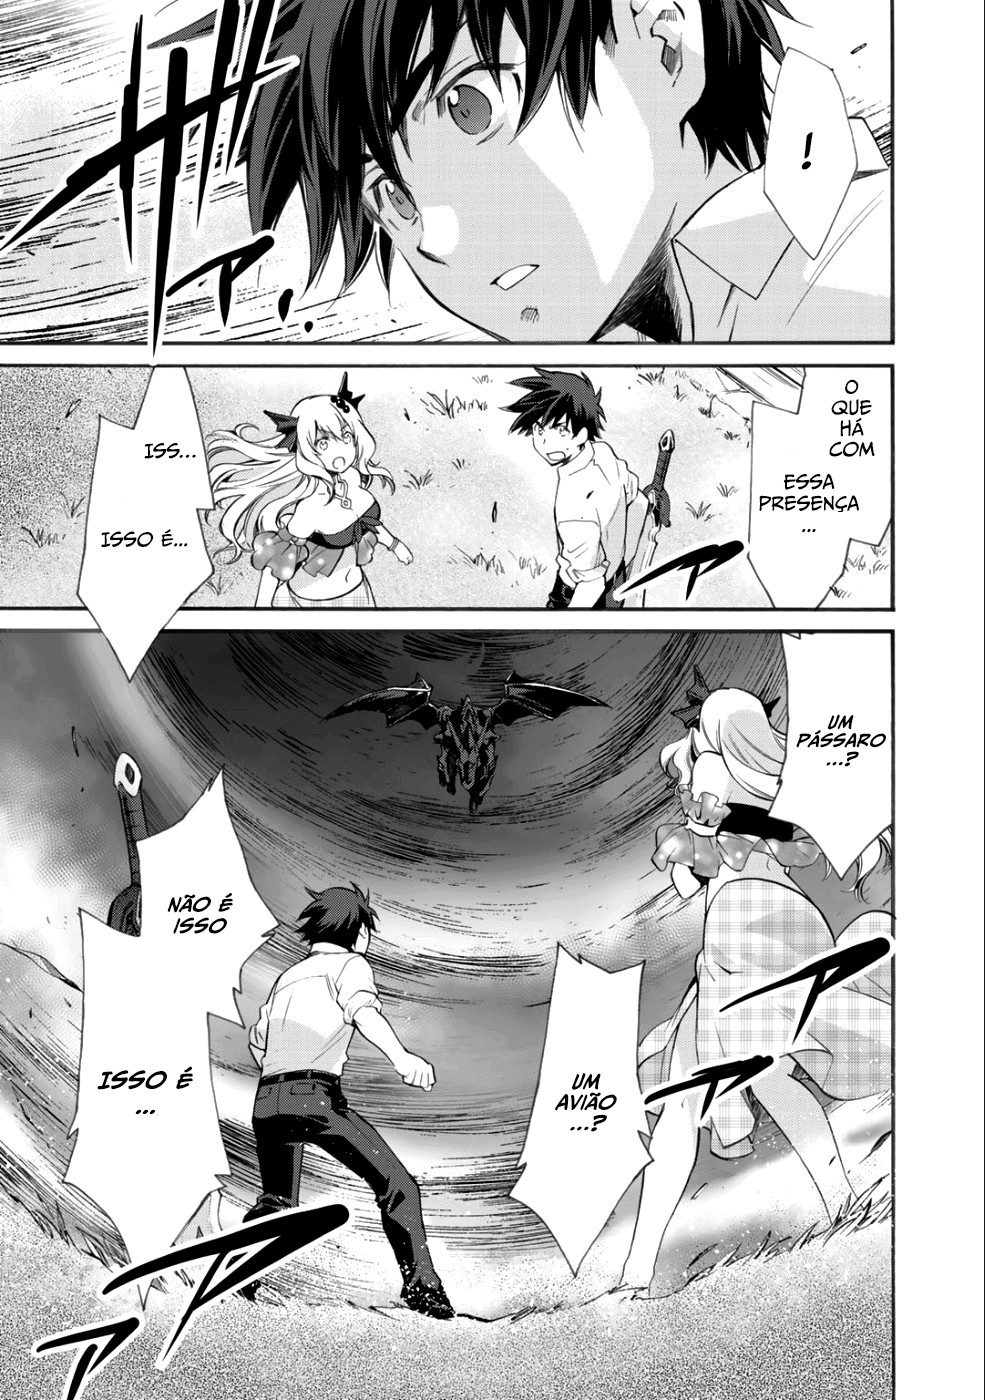 !
O
QUE
HÁ
COM
ESSA
PRESENÇA
...
ISS...
ISSO É...
UM
PÁSSARO
...?
UM
AVIÃO
...?
NÃO É
ISSO
ISSO É
...